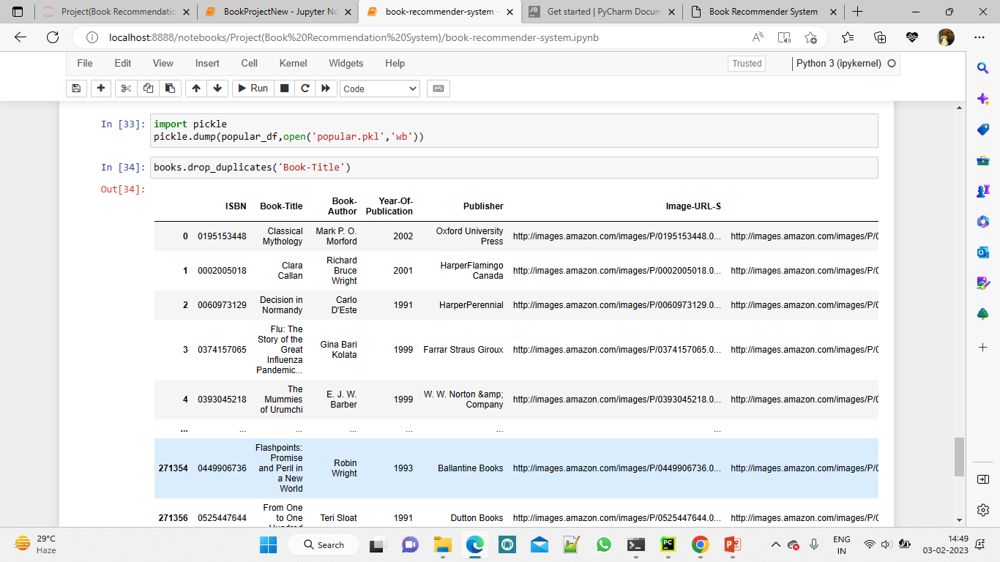 Project(Book Recommendatio
BookProjectNew - Jupyter No
book-recommender-system -
Get started | PyCharm Docum
Book Recommender System
localhost:8888/notebooks/Project(Book%20Recommendation%20System)/book-recommender-system.ipynb
File Edit View Insert Cell Kernel Widgets Help Trusted Python 3 (ipykernel)
Run Code
In [33]: import pickle
pickle.dump(popular_df,open('popular.pkl','wb'))
In [34]: books.drop_duplicates('Book-Title')
Out[34]:
ISBN Book-Title Book-Author Year-Of-Publication Publisher Image-URL-S
0 0195153448 Classical Mythology Mark P. O. Morford 2002 Oxford University Press http://images.amazon.com/images/P/0195153448.0... http://images.amazon.com/images/P/0
1 0002005018 Clara Callan Richard Bruce Wright 2001 HarperFlamingo Canada http://images.amazon.com/images/P/0002005018.0... http://images.amazon.com/images/P/0
2 0060973129 Decision in Normandy Carlo D'Este 1991 HarperPerennial http://images.amazon.com/images/P/0060973129.0... http://images.amazon.com/images/P/0
3 0374157065 Flu: The Story of the Great Influenza Pandemic... Gina Bari Kolata 1999 Farrar Straus Giroux http://images.amazon.com/images/P/0374157065.0... http://images.amazon.com/images/P/0
4 0393045218 The Mummies of Urumchi E. J. W. Barber 1999 W. W. Norton &amp; Company http://images.amazon.com/images/P/0393045218.0... http://images.amazon.com/images/P/0
... ... ... ... ... ... ...
271354 0449906736 Flashpoints: Promise and Peril in a New World Robin Wright 1993 Ballantine Books http://images.amazon.com/images/P/0449906736.0... http://images.amazon.com/images/P/0
271356 0525447644 From One to One Hundred Teri Sloat 1991 Dutton Books http://images.amazon.com/images/P/0525447644.0... http://images.amazon.com/images/P/0
29°C
Haze
Search
ENG
IN
14:49
03-02-2023